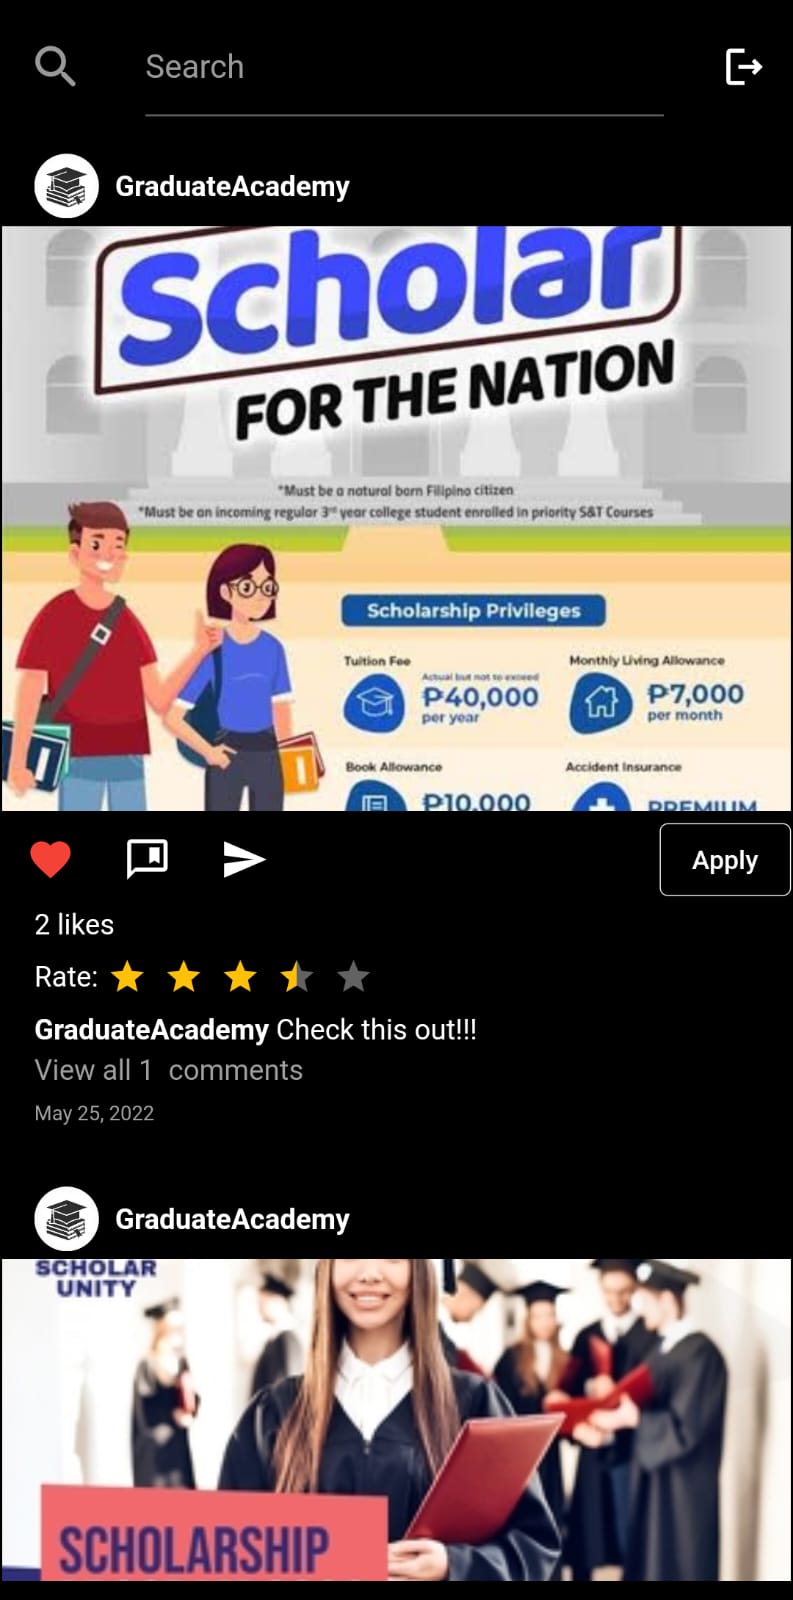 Search
GraduateAcademy
Scholar
FOR THE NATION
*Must be a natural born Filipino citizen
*Must be an incoming regular 3rd year college student enrolled in priority S&T Courses
Scholarship Privileges
Tuition Fee
Actual but not to exceed
₱40,000
per year
Monthly Living Allowance
₱7,000
per month
Book Allowance
₱10,000
Accident Insurance
PREMIUM
Apply
2 likes
Rate:
GraduateAcademy Check this out!!!
View all 1 comments
May 25, 2022
GraduateAcademy
SCHOLAR
UNITY
SCHOLARSHIP